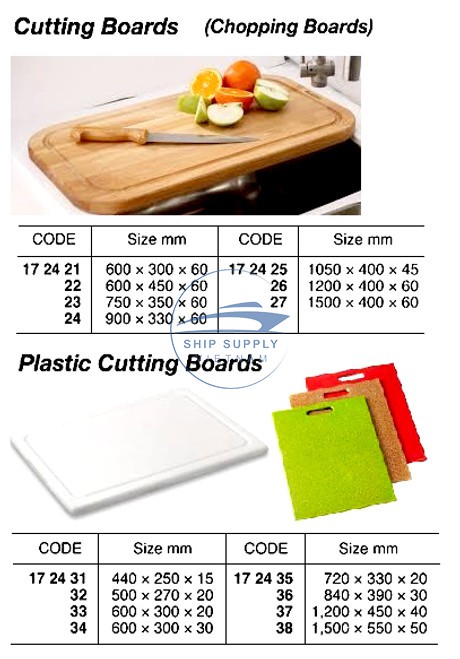 Cutting Boards (Chopping Boards)
CODE Size mm CODE Size mm
17 24 21 600 × 300 × 60 17 24 25 1050 × 400 × 45
22 600 × 450 × 60 26 1200 × 400 × 60
23 750 × 350 × 60 27 1500 × 400 × 60
24 900 × 330 × 60
SHIP SUPPLY
VIETNAM
Plastic Cutting Boards
CODE Size mm CODE Size mm
17 24 31 440 × 250 × 15 17 24 35 720 × 330 × 20
32 500 × 270 × 20 36 840 × 390 × 30
33 600 × 300 × 20 37 1,200 × 450 × 40
34 600 × 300 × 30 38 1,500 × 550 × 50